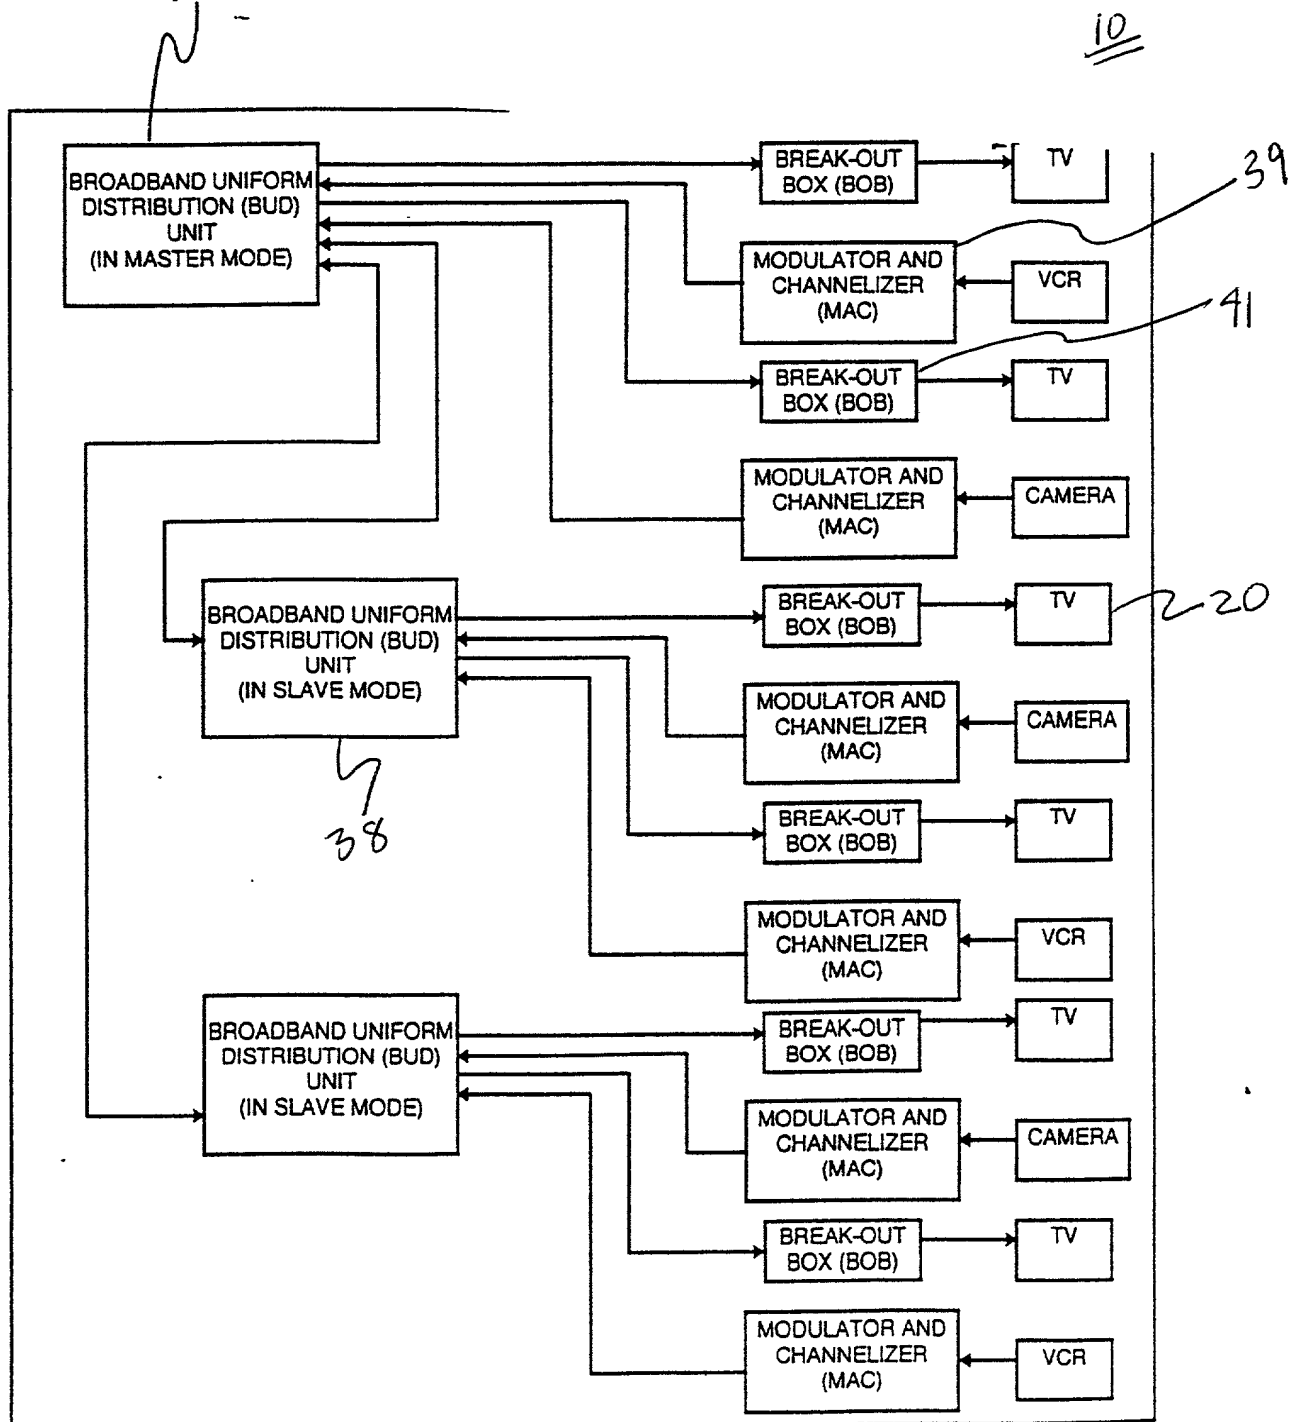 10
BROADBAND UNIFORM
DISTRIBUTION (BUD)
UNIT
(IN MASTER MODE)
BREAK-OUT
BOX (BOB)
TV
39
MODULATOR AND
CHANNELIZER
(MAC)
VCR
41
BREAK-OUT
BOX (BOB)
TV
MODULATOR AND
CHANNELIZER
(MAC)
CAMERA
BROADBAND UNIFORM
DISTRIBUTION (BUD)
UNIT
(IN SLAVE MODE)
38
BREAK-OUT
BOX (BOB)
TV
20
MODULATOR AND
CHANNELIZER
(MAC)
CAMERA
BREAK-OUT
BOX (BOB)
TV
MODULATOR AND
CHANNELIZER
(MAC)
VCR
BROADBAND UNIFORM
DISTRIBUTION (BUD)
UNIT
(IN SLAVE MODE)
BREAK-OUT
BOX (BOB)
TV
MODULATOR AND
CHANNELIZER
(MAC)
CAMERA
BREAK-OUT
BOX (BOB)
TV
MODULATOR AND
CHANNELIZER
(MAC)
VCR